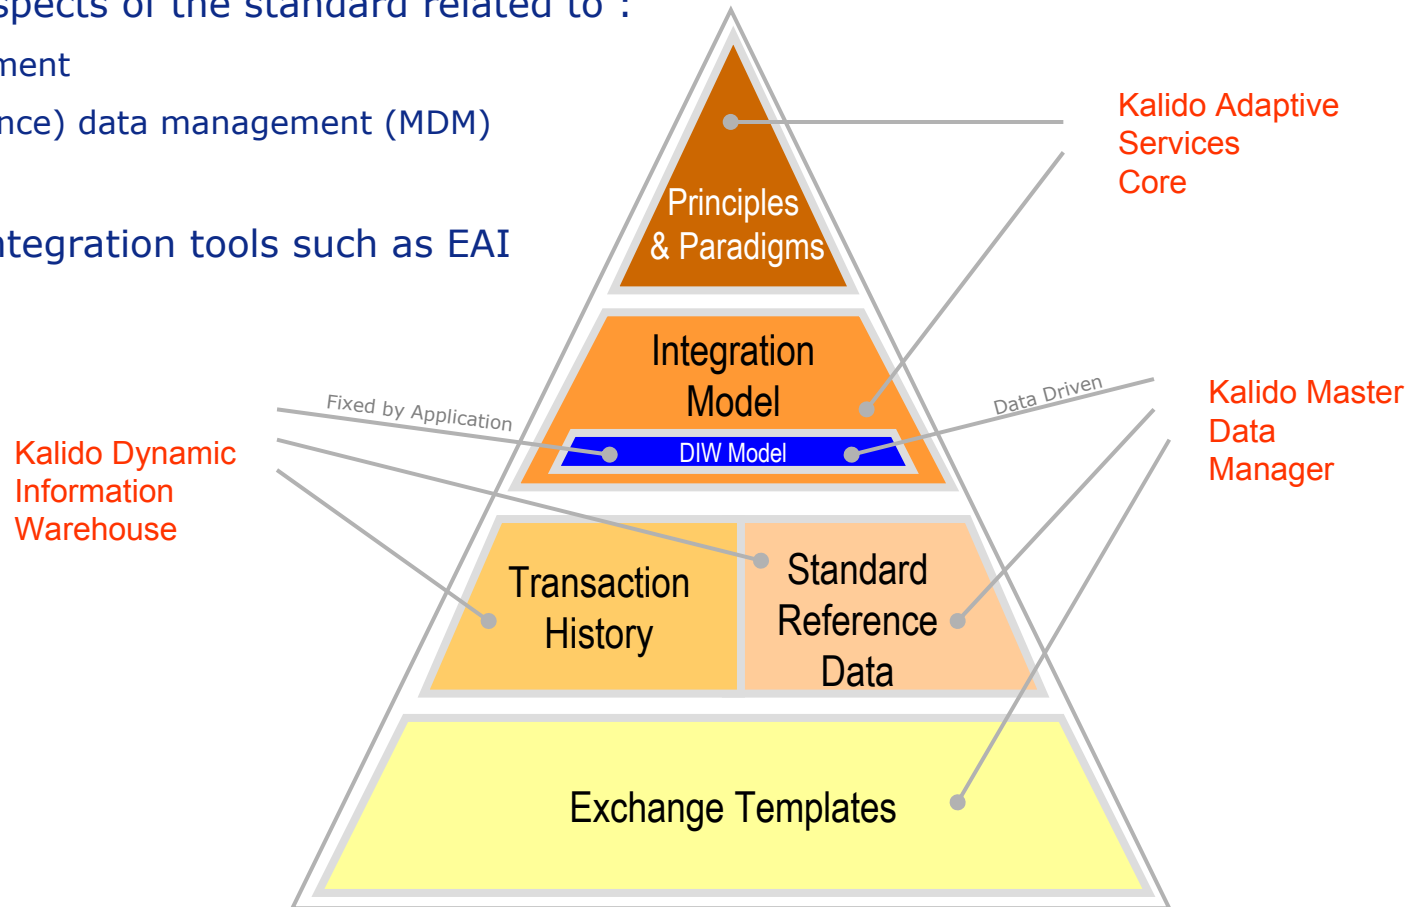 spects of the standard related to :
ment
nce) data management (MDM)
ntegration tools such as EAI
Kalido Adaptive
Services
Core
Principles
& Paradigms
Integration
Model
Fixed by Application
Data Driven
DIW Model
Kalido Master
Data
Manager
Kalido Dynamic
Information
Warehouse
Transaction
History
Standard
Reference
Data
Exchange Templates